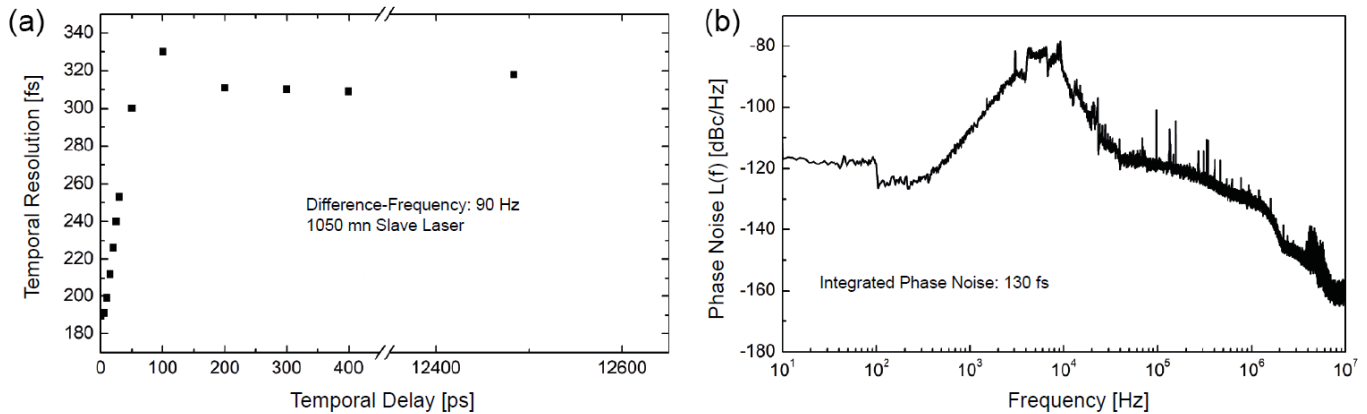 (a)
340
320
300
280
260
240
220
200
180
Temporal Resolution [fs]
Difference-Frequency: 90 Hz
1050 mn Slave Laser
0 100 200 300 400 12400 12600
Temporal Delay [ps]
(b)
-80
-100
-120
-140
-160
-180
Phase Noise L(f) [dBc/Hz]
Integrated Phase Noise: 130 fs
10¹ 10² 10³ 10⁴ 10⁵ 10⁶ 10⁷
Frequency [Hz]